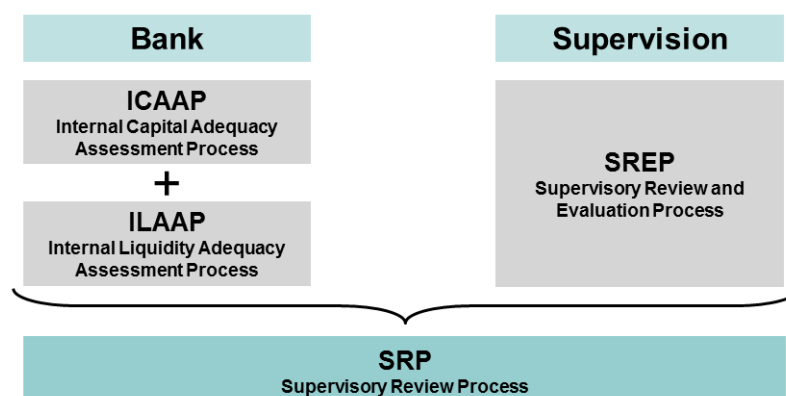 Bank
ICAAP
Internal Capital Adequacy
Assessment Process
+
ILAAP
Internal Liquidity Adequacy
Assessment Process
Supervision
SREP
Supervisory Review and
Evaluation Process
SRP
Supervisory Review Process